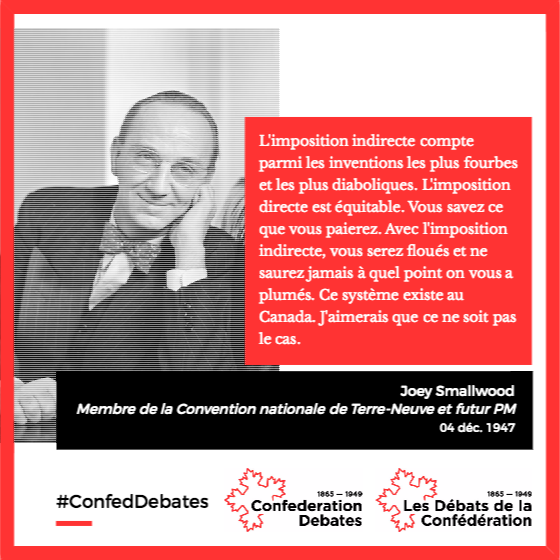 L'imposition indirecte compte
parmi les inventions les plus fourbes
et les plus diaboliques. L'imposition
directe est équitable. Vous savez ce
que vous paierez. Avec l'imposition
indirecte, vous serez floués et ne
saurez jamais à quel point on vous a
plumés. Ce système existe au
Canada. J'aimerais que ce ne soit pas
le cas.
Joey Smallwood
Membre de la Convention nationale de Terre-Neuve et futur PM
04 déc. 1947
#ConfedDebates
1865 — 1949
Confederation
Debates
1865 — 1949
Les Débats de la
Confédération